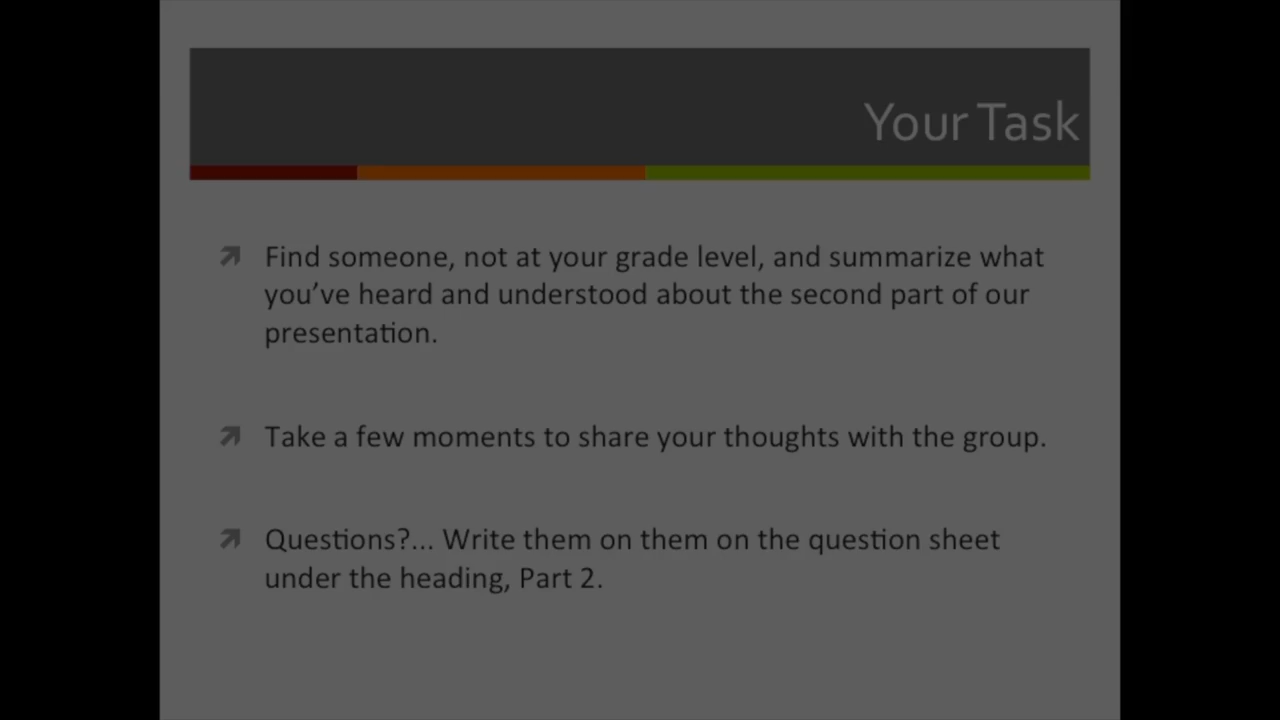 Your Task
Find someone, not at your grade level, and summarize what
you’ve heard and understood about the second part of our
presentation.
Take a few moments to share your thoughts with the group.
Questions?... Write them on them on the question sheet
under the heading, Part 2.